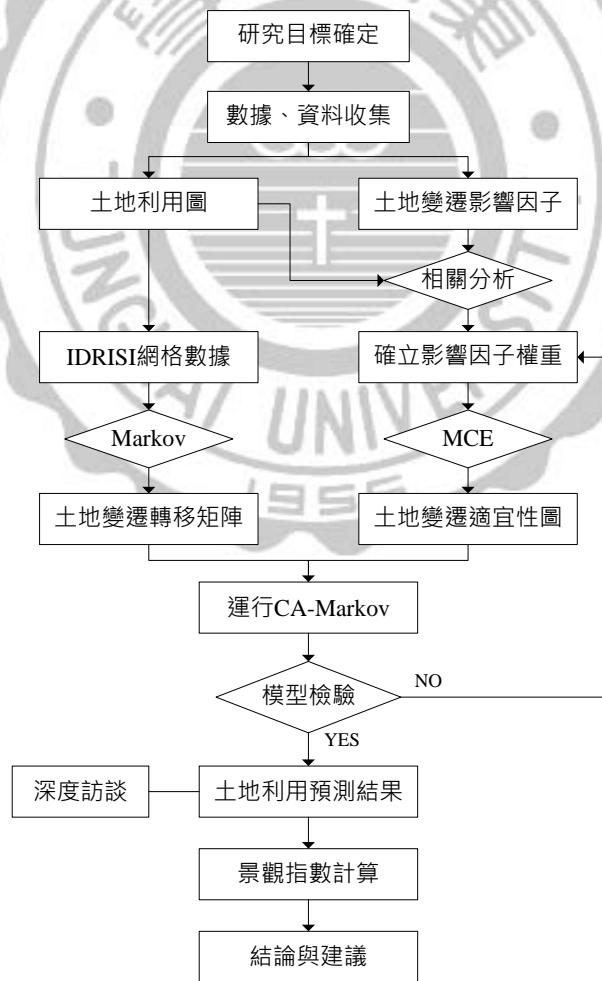 研究目標確定
數據、資料收集
土地利用圖
土地變遷影響因子
相關分析
IDRISI網格數據
確立影響因子權重
Markov
MCE
土地變遷轉移矩陣
土地變遷適宜性圖
運行CA-Markov
模型檢驗
NO
YES
深度訪談
土地利用預測結果
景觀指數計算
結論與建議
UNIVE
1955